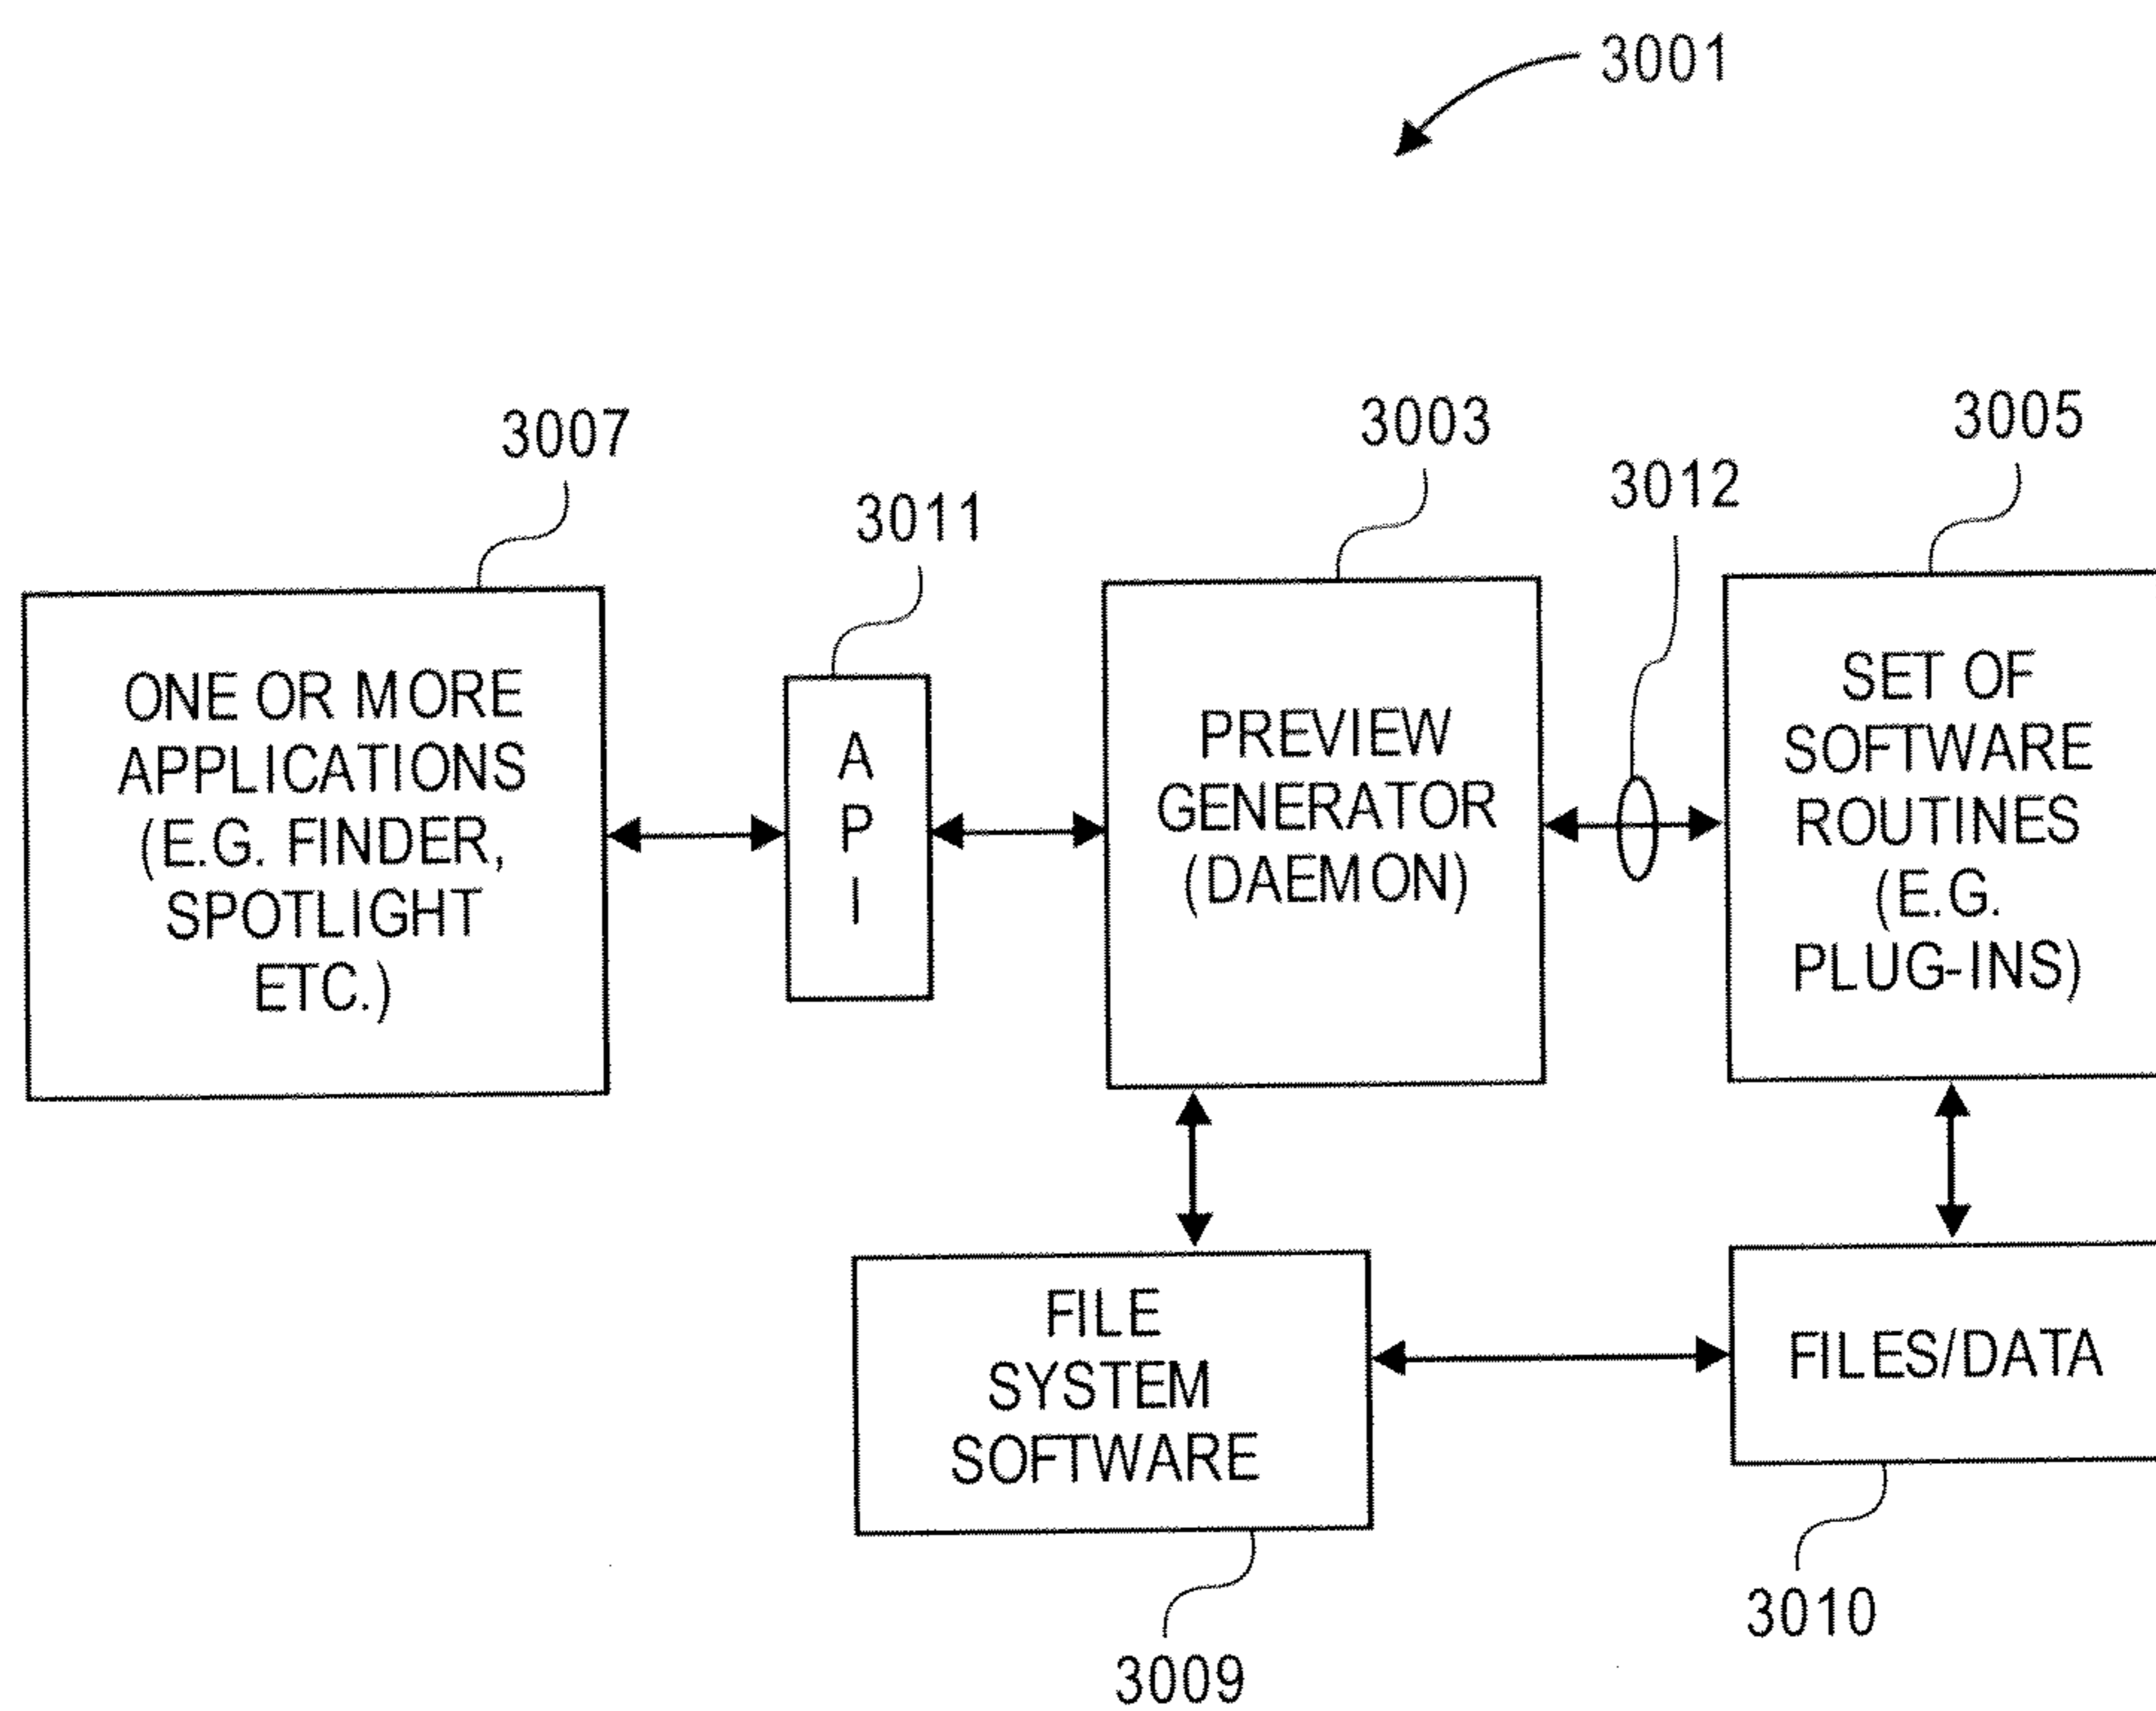 3001
3007
3011
3003
3012
3005
ONE OR MORE
APPLICATIONS
(E.G. FINDER,
SPOTLIGHT
ETC.)
A
P
I
PREVIEW
GENERATOR
(DAEMON)
SET OF
SOFTWARE
ROUTINES
(E.G.
PLUG-INS)
FILE
SYSTEM
SOFTWARE
FILES/DATA
3009
3010